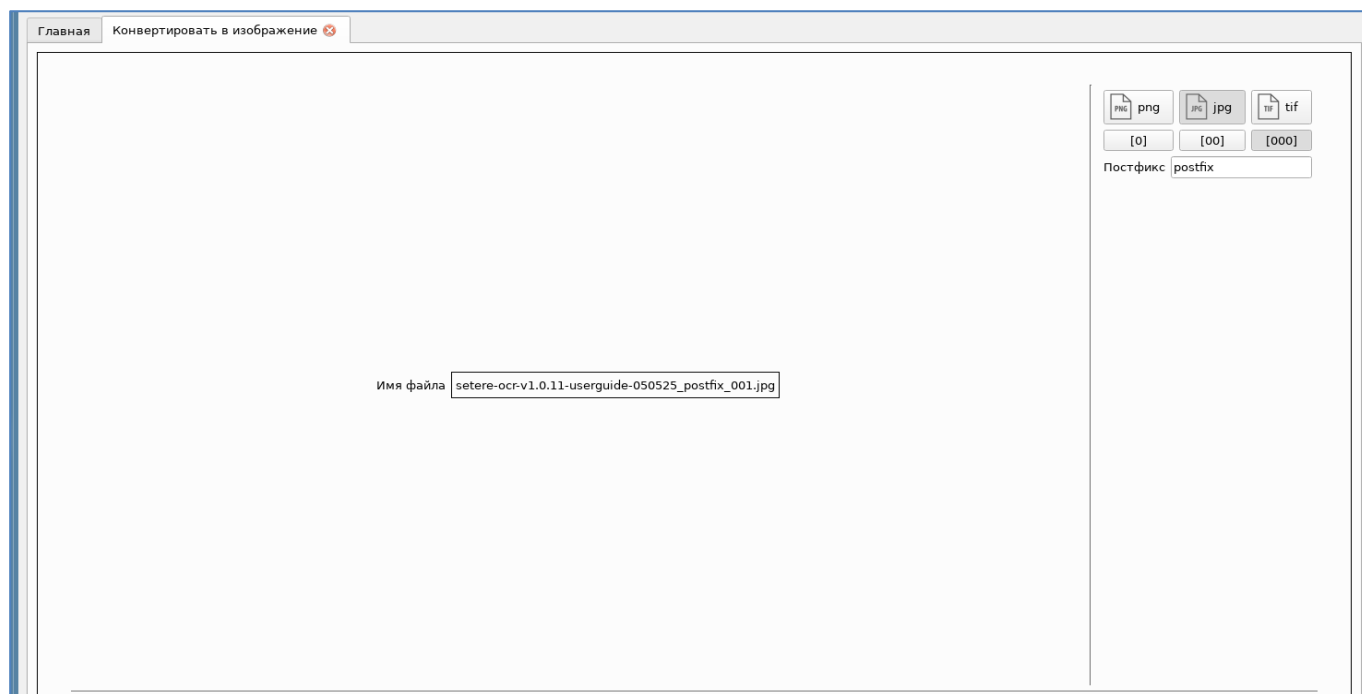 Главная Конвертировать в изображение
PNG png JPG jpg TIF tif
[0] [00] [000]
Постфикс postfix
Имя файла setere-ocr-v1.0.11-userguide-050525_postfix_001.jpg